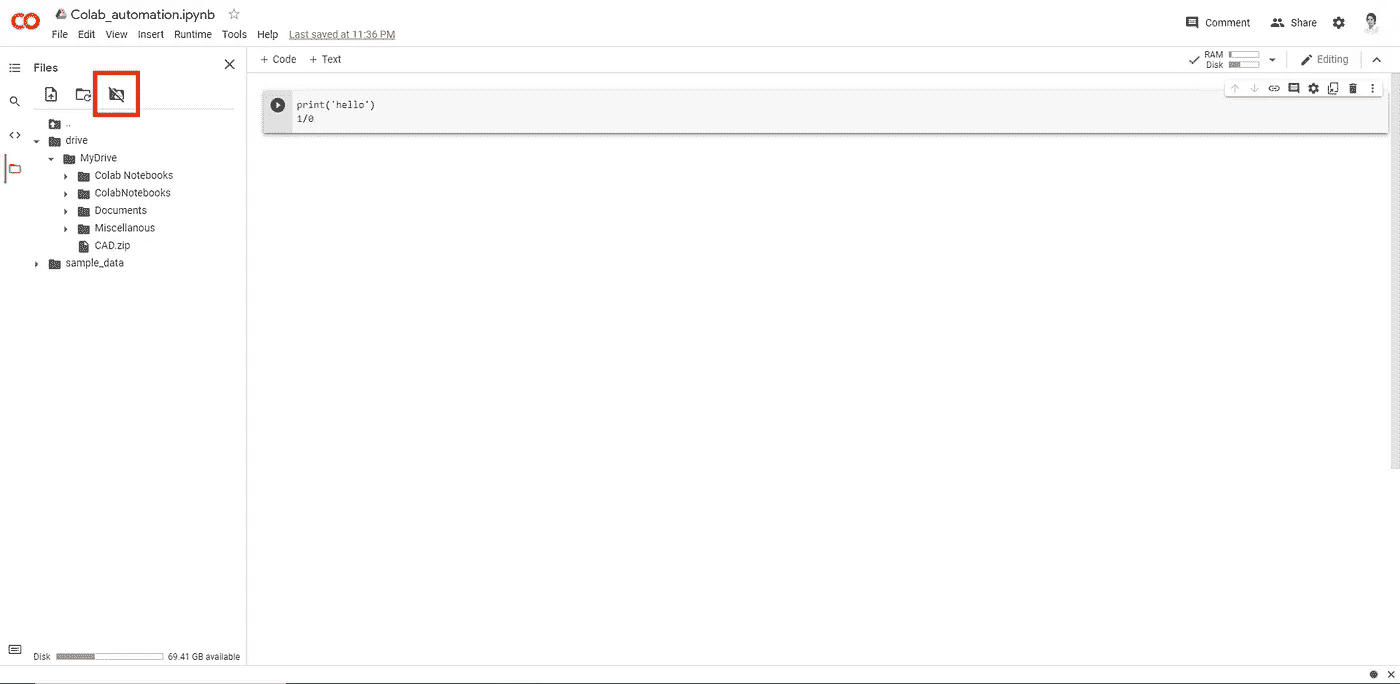 Colab_automation.ipynb
File Edit View Insert Runtime Tools Help Last saved at 11:36 PM
Comment Share
Files
+ Code + Text
RAM
Disk
Editing
..
drive
MyDrive
Colab Notebooks
ColabNotebooks
Documents
Miscellanous
CAD.zip
sample_data
print('hello')
1/0
Disk 69.41 GB available